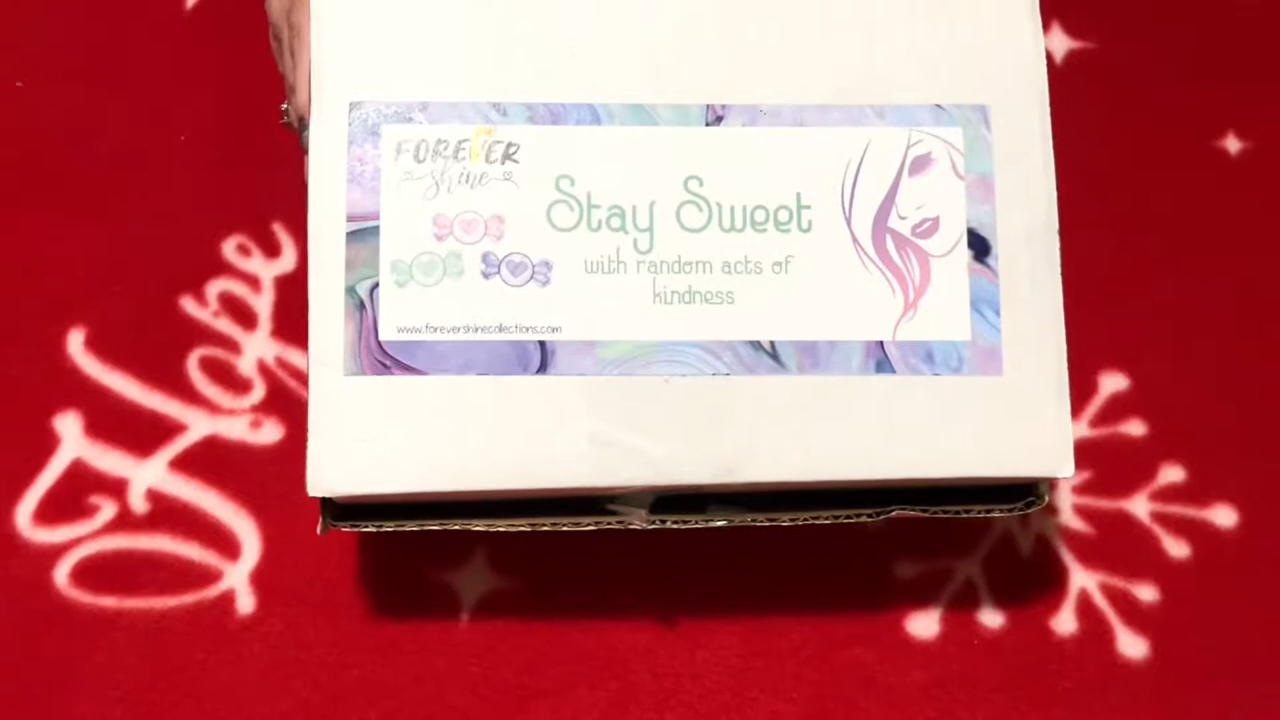 FOREVER
shine
Stay Sweet
with random acts of
kindness
www.forevershinecollections.com
Hope